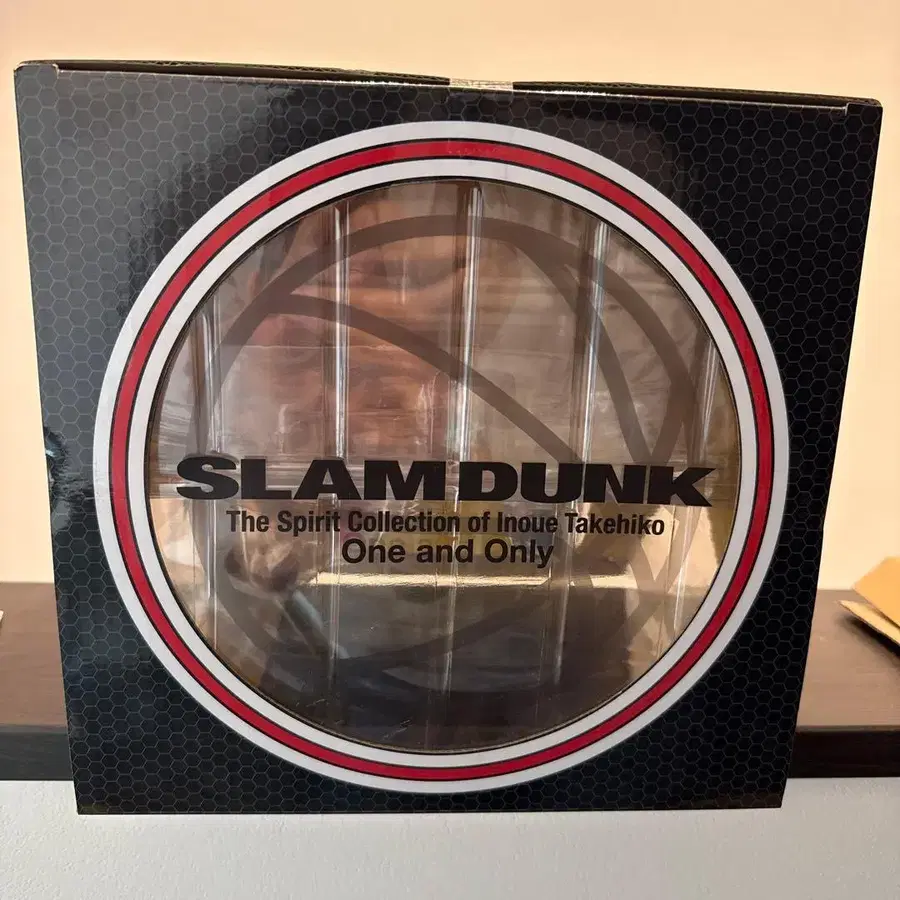 SLAM DUNK
The Spirit Collection of Inoue Takehiko
One and Only